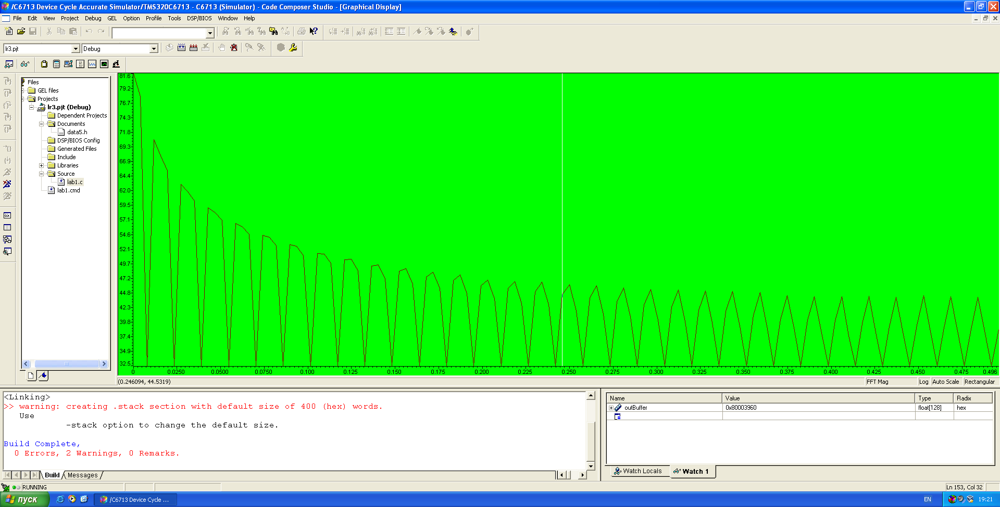 /C6713 Device Cycle Accurate Simulator/TMS320C6713 - C6713 (Simulator) - Code Composer Studio - [Graphical Display]
File Edit View Project Debug GEL Option Profile Tools DSP/BIOS Window Help
lr3.pjt Debug
Files
GEL files
Projects
lr3.pjt (Debug)
Dependent Projects
Documents
data5.h
DSP/BIOS Config
Generated Files
Include
Libraries
Source
lab1.c
lab1.cmd
81.6
79.2
76.7
74.3
71.8
69.3
66.9
64.4
62.0
59.5
57.1
54.6
52.1
49.7
47.2
44.8
42.3
39.8
37.4
34.9
32.5
0 0.0250 0.0500 0.0750 0.100 0.125 0.150 0.175 0.200 0.225 0.250 0.275 0.300 0.325 0.350 0.375 0.400 0.425 0.450 0.475 0.496
(0.246094, 44.5319) FFT Mag Log Auto Scale Rectangular
<Linking>
>> warning: creating .stack section with default size of 400 (hex) words.
Use
-stack option to change the default size.
Build Complete,
0 Errors, 2 Warnings, 0 Remarks.
Build Messages
Name Value Type Radix
outBuffer 0x80003960 float[128] hex
Watch Locals Watch 1
RUNNING Ln 153, Col 32
пуск /C6713 Device Cycle ... EN 19:21